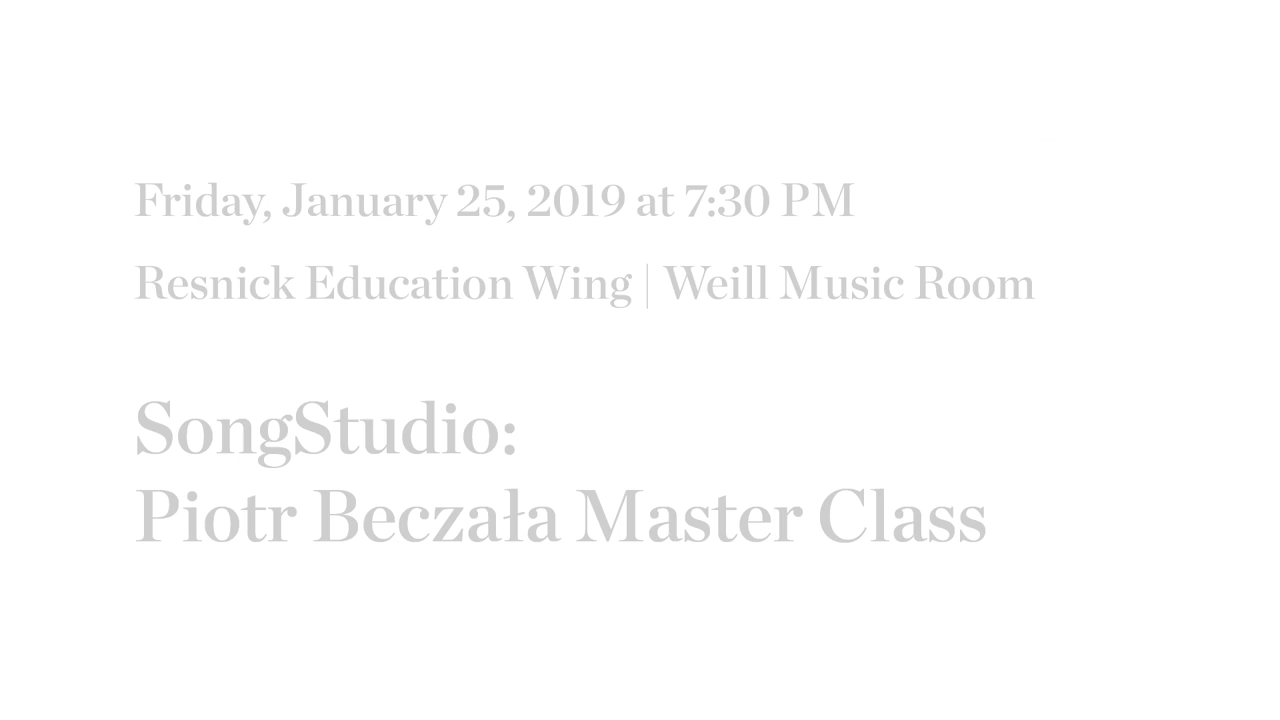 Friday, January 25, 2019 at 7:30 PM
Resnick Education Wing | Weill Music Room
SongStudio:
Piotr Beczała Master Class